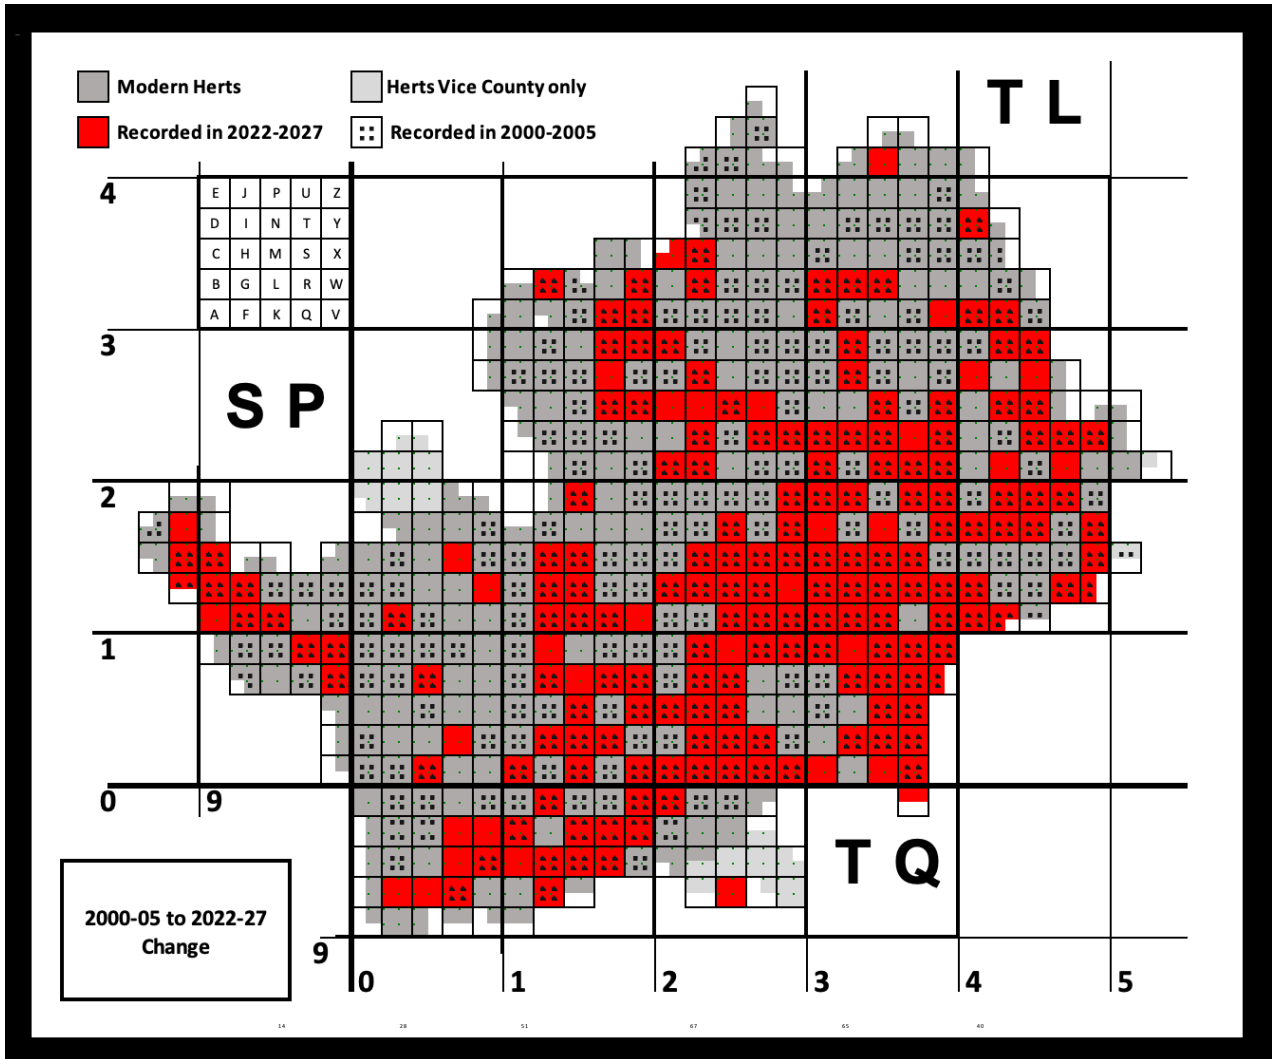 T L
Modern Herts
Herts Vice County only
Recorded in 2022-2027
Recorded in 2000-2005
4
E J P U Z
D I N T Y
C H M S X
B G L R W
A F K Q V
3
S P
2
1
0
9
T Q
2000-05 to 2022-27
Change
9
0 1 2 3 4 5
14 28 51 67 65 40